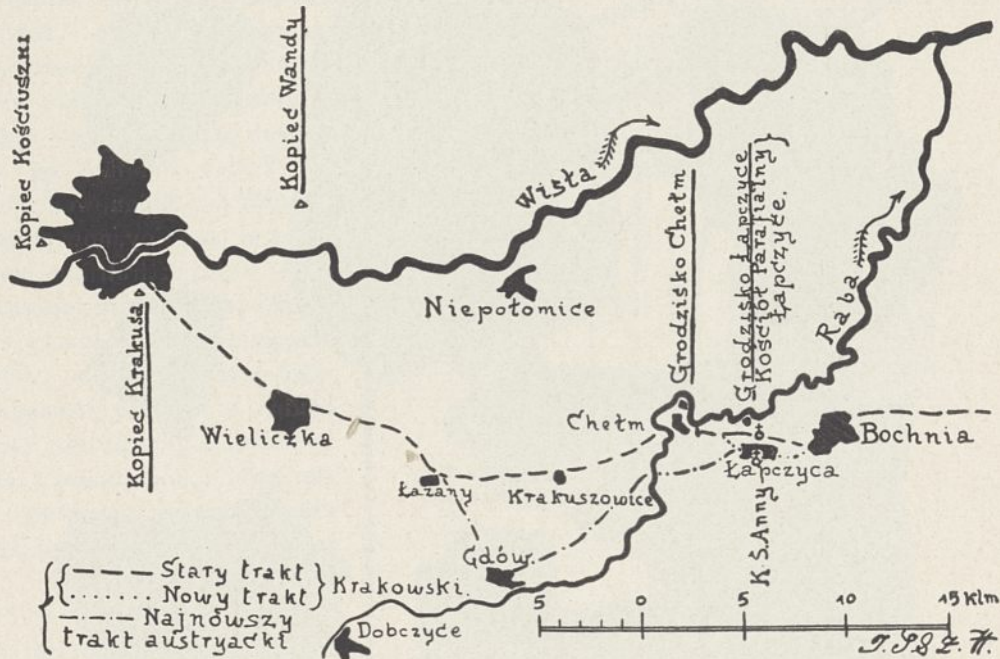 Kopiec Kościuszki
Kopiec Wandy
Wisła
Grodzisko Chełm
Grodzisko Łapczyce
Kościół Parafialny
Łapczyce.
Raba
Niepołomice
Kopiec Krakusa
Wieliczka
Chełm
Bochnia
Łapczyca
Łazany
Krakuszowice
K.Ś.Anny
Gdów.
Stary trakt
Nowy trakt
Krakowski.
Najnowszy
trakt austryacki
Dobczyce
5 0 5 10 15 Klm